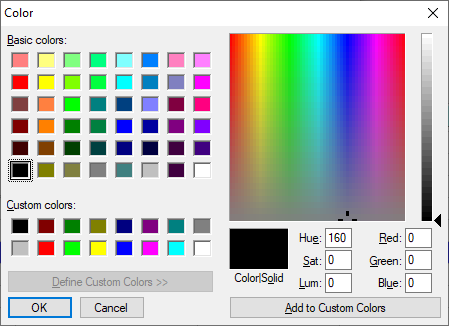 Color
Basic colors:
Custom colors:
Define Custom Colors >>
OK Cancel
Color|Solid
Hue: 160 Red: 0
Sat: 0 Green: 0
Lum: 0 Blue: 0
Add to Custom Colors